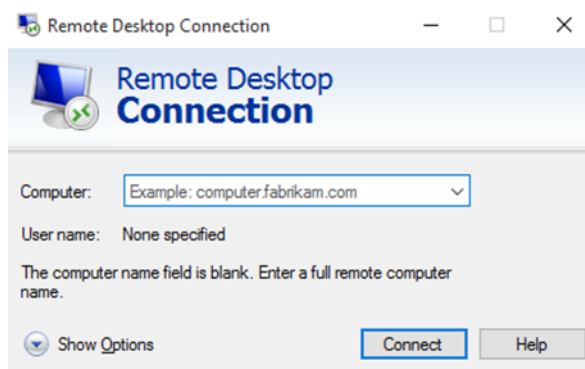 Remote Desktop Connection
Remote Desktop
Connection
Computer: Example: computer.fabrikam.com
User name: None specified
The computer name field is blank. Enter a full remote computer
name.
Show Options Connect Help